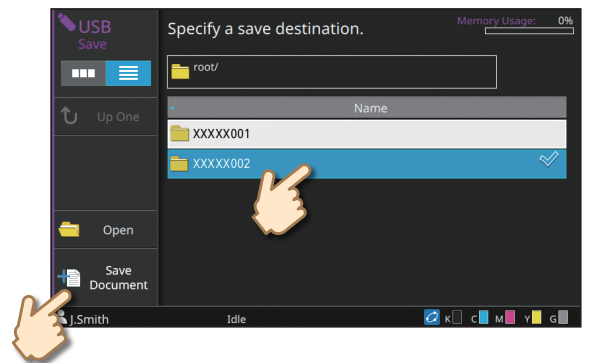 USB
Save
Specify a save destination.
Memory Usage: 0%
root/
Up One
Name
XXXXX001
XXXXX002
Open
Save
Document
J.Smith
Idle
K C M Y G